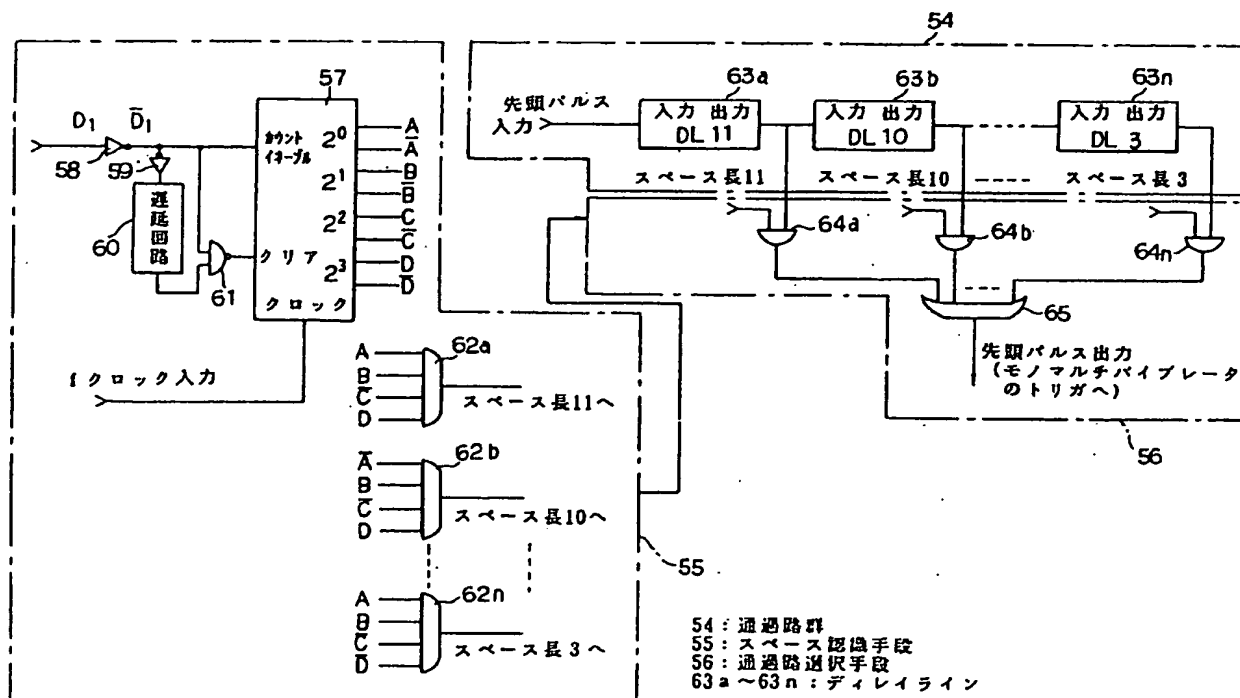 54
57
D₁ D̄₁
58
59
遅延回路
60
61
カウント
イネーブル
2⁰
2¹
2²
2³
クリア
クロック
A
Ā
B
B̄
C
C̄
D
D̄
fクロック入力
A
B
C̄
D
62a
スペース長11へ
Ā
B
C̄
D
62b
スペース長10へ
A
B
C̄
D̄
62n
スペース長3へ
55
先頭パルス
入力
63a
入力 出力
DL 11
63b
入力 出力
DL 10
63n
入力 出力
DL 3
スペース長11
スペース長10
スペース長3
64a
64b
64n
65
先頭パルス出力
(モノマルチバイブレータ
のトリガへ)
56
54:通過路群
55:スペース認識手段
56:通過路選択手段
63a~63n:ディレイライン